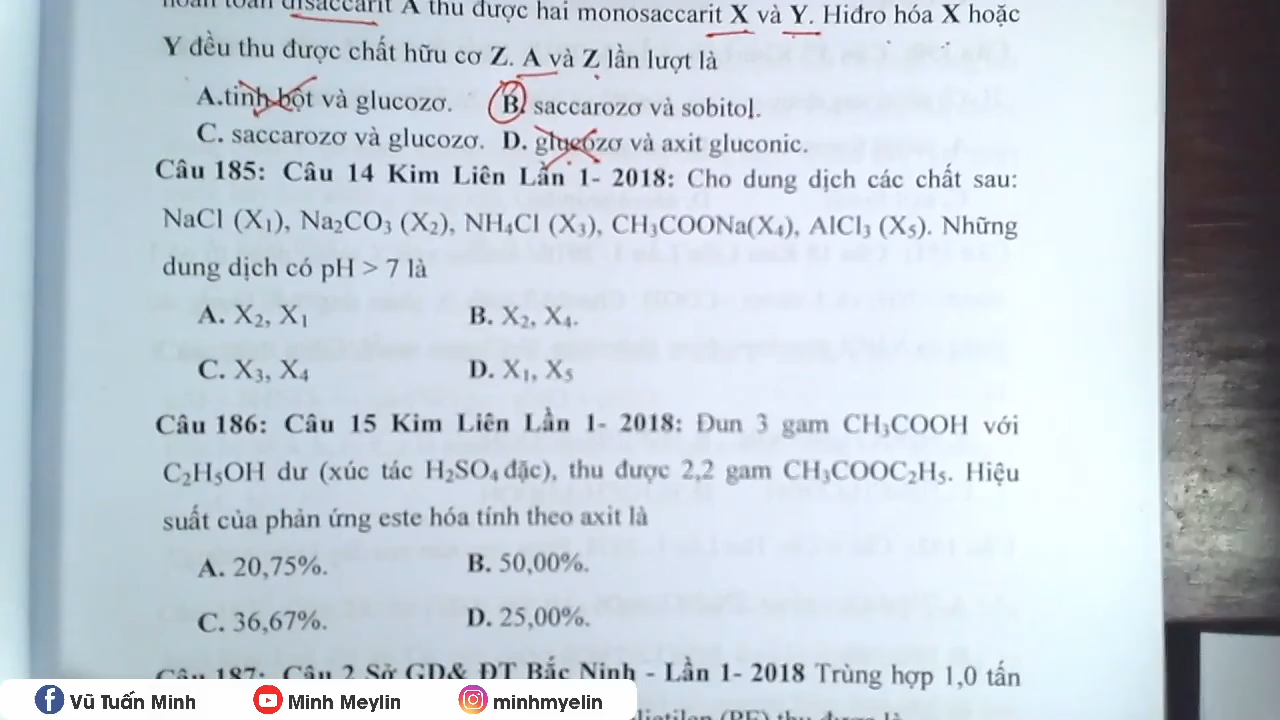 hoàn toàn disaccarit A thu được hai monosaccarit X và Y. Hiđro hóa X hoặc
Y đều thu được chất hữu cơ Z. A và Z lần lượt là
A.tinh bột và glucozơ. B. saccarozơ và sobitol.
C. saccarozơ và glucozơ. D. glucozơ và axit gluconic.
Câu 185: Câu 14 Kim Liên Lần 1- 2018: Cho dung dịch các chất sau:
NaCl (X₁), Na₂CO₃ (X₂), NH₄Cl (X₃), CH₃COONa(X₄), AlCl₃ (X₅). Những
dung dịch có pH > 7 là
A. X₂, X₁ B. X₂, X₄.
C. X₃, X₄ D. X₁, X₅
Câu 186: Câu 15 Kim Liên Lần 1- 2018: Đun 3 gam CH₃COOH với
C₂H₅OH dư (xúc tác H₂SO₄ đặc), thu được 2,2 gam CH₃COOC₂H₅. Hiệu
suất của phản ứng este hóa tính theo axit là
A. 20,75%. B. 50,00%.
C. 36,67%. D. 25,00%.
Câu 187: Câu 2 Sở GD& ĐT Bắc Ninh - Lần 1- 2018 Trùng hợp 1,0 tấn
(PE) thu được là
Vũ Tuấn Minh Minh Meylin minhmyelin